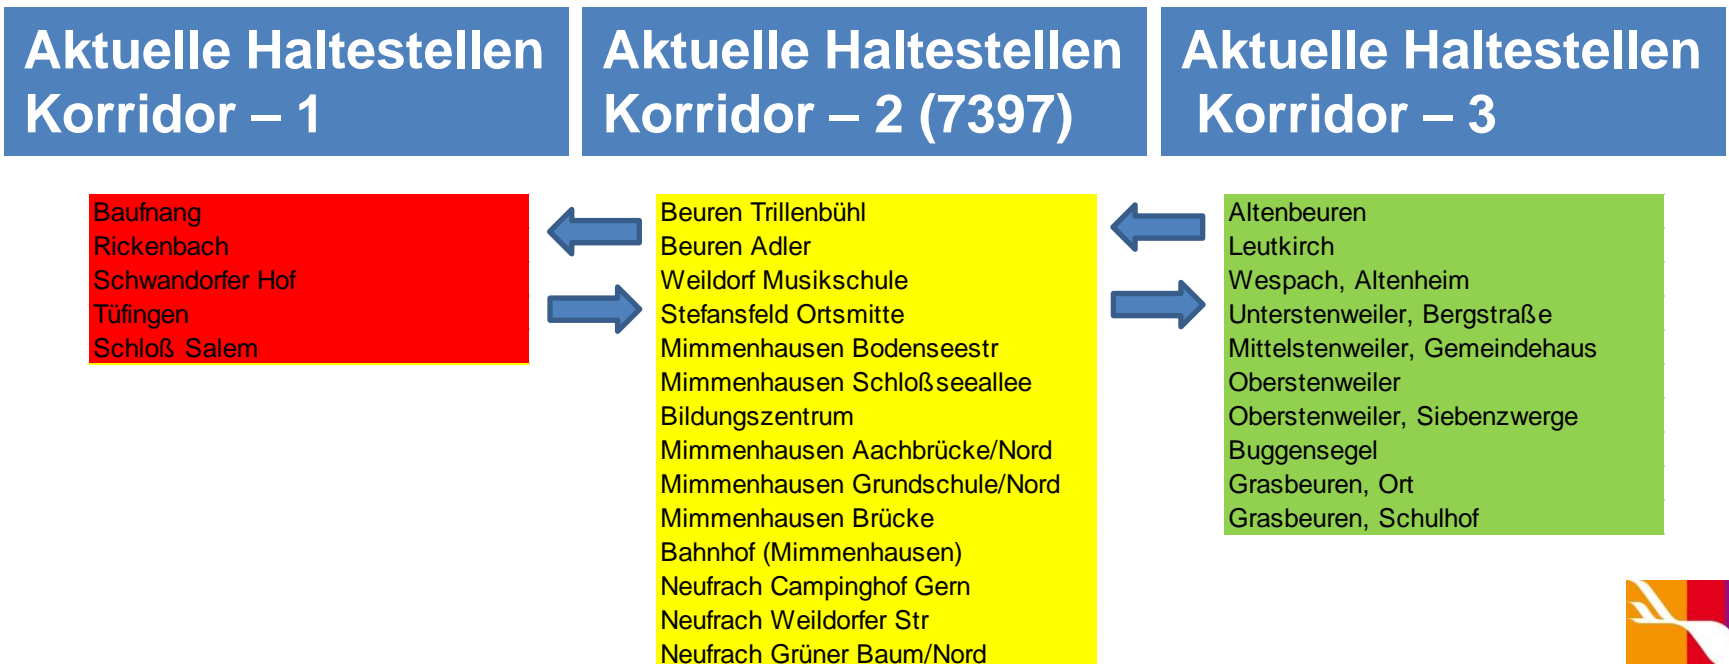 Aktuelle Haltestellen
Korridor – 1
Aktuelle Haltestellen
Korridor – 2 (7397)
Aktuelle Haltestellen
Korridor – 3
Baufnang
Rickenbach
Schwandorfer Hof
Tüfingen
Schloß Salem
Beuren Trillenbühl
Beuren Adler
Weildorf Musikschule
Stefansfeld Ortsmitte
Mimmenhausen Bodenseestr
Mimmenhausen Schloßseeallee
Bildungszentrum
Mimmenhausen Aachbrücke/Nord
Mimmenhausen Grundschule/Nord
Mimmenhausen Brücke
Bahnhof (Mimmenhausen)
Neufrach Campinghof Gern
Neufrach Weildorfer Str
Neufrach Grüner Baum/Nord
Altenbeuren
Leutkirch
Wespach, Altenheim
Unterstenweiler, Bergstraße
Mittelstenweiler, Gemeindehaus
Oberstenweiler
Oberstenweiler, Siebenzwerge
Buggensegel
Grasbeuren, Ort
Grasbeuren, Schulhof